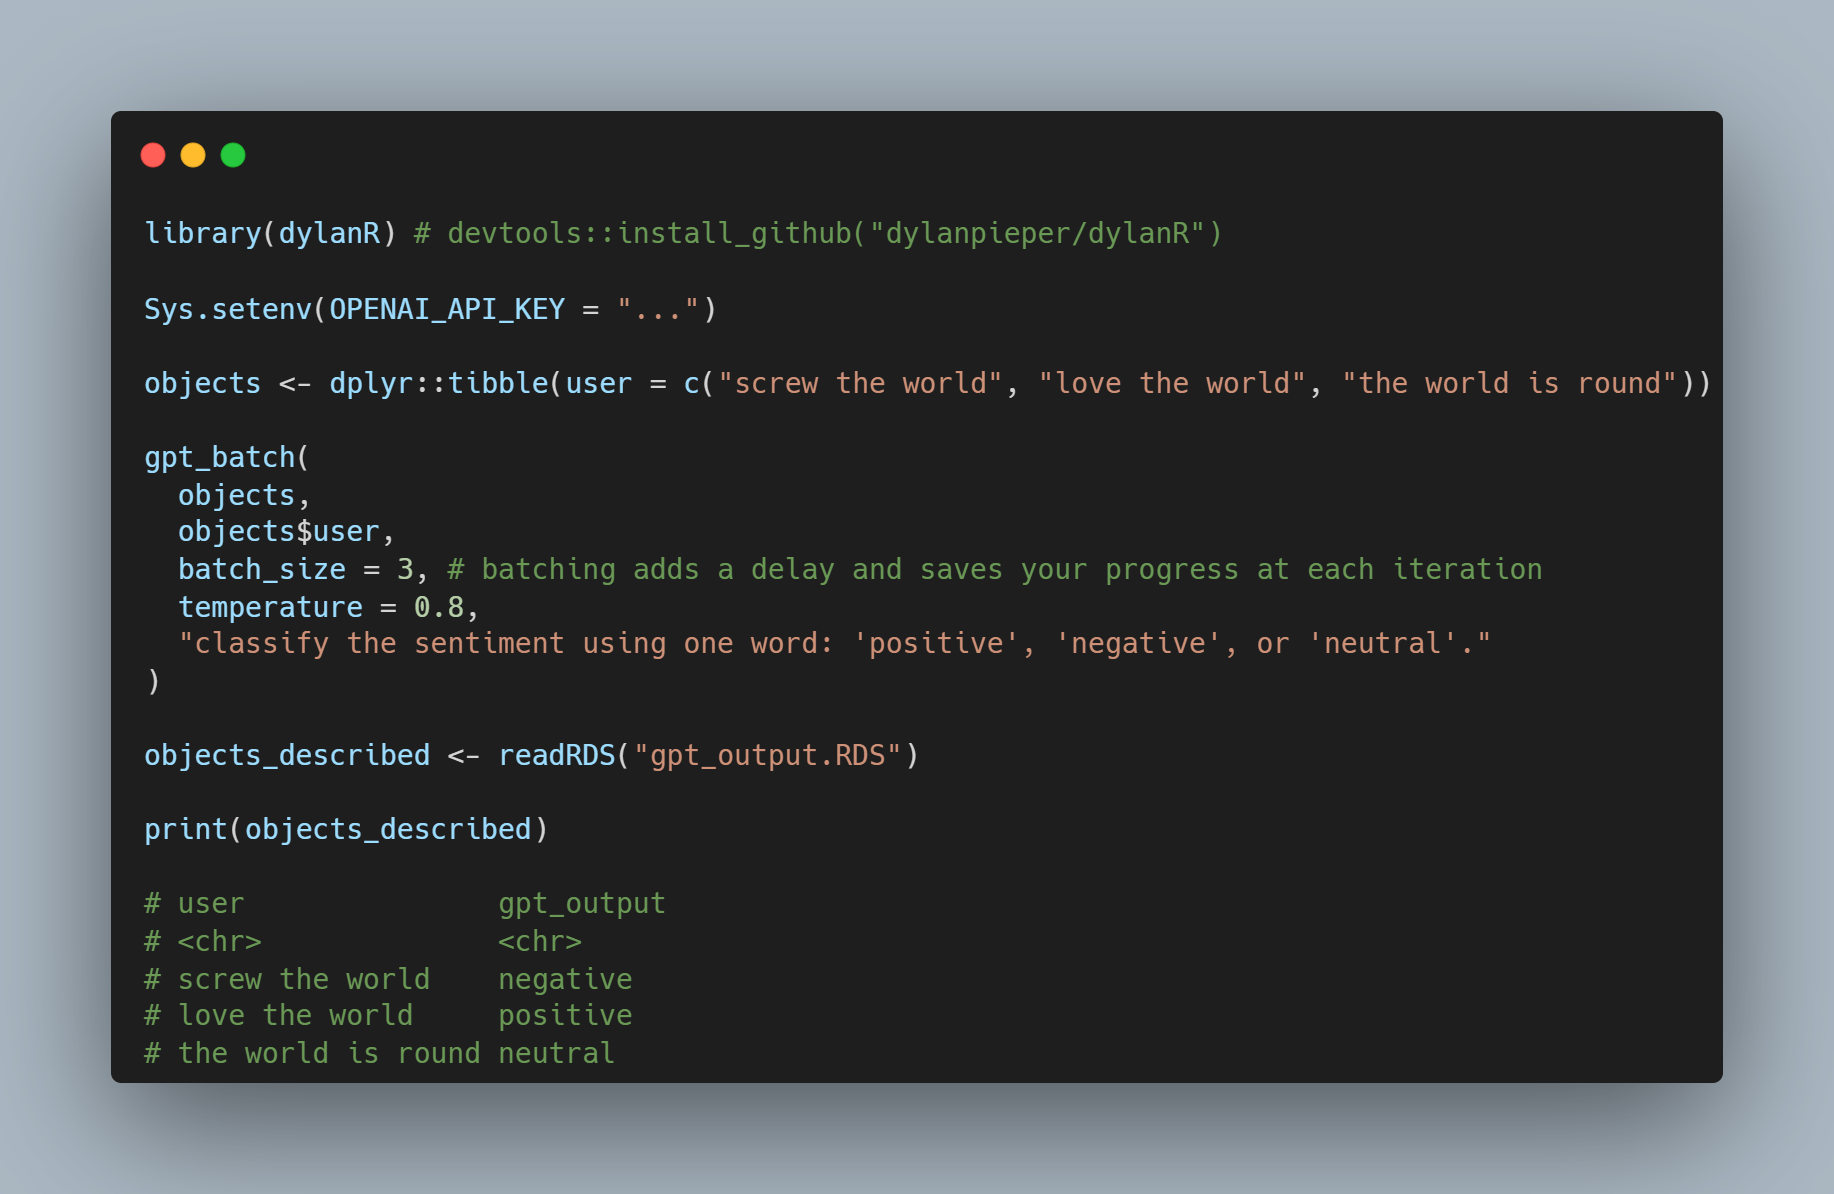 library(dylanR) # devtools::install_github("dylanpieper/dylanR")
Sys.setenv(OPENAI_API_KEY = "...")
objects <- dplyr::tibble(user = c("screw the world", "love the world", "the world is round"))
gpt_batch(
  objects,
  objects$user,
  batch_size = 3, # batching adds a delay and saves your progress at each iteration
  temperature = 0.8,
  "classify the sentiment using one word: 'positive', 'negative', or 'neutral'."
)
objects_described <- readRDS("gpt_output.RDS")
print(objects_described)
# user               gpt_output
# <chr>              <chr>
# screw the world    negative
# love the world     positive
# the world is round neutral